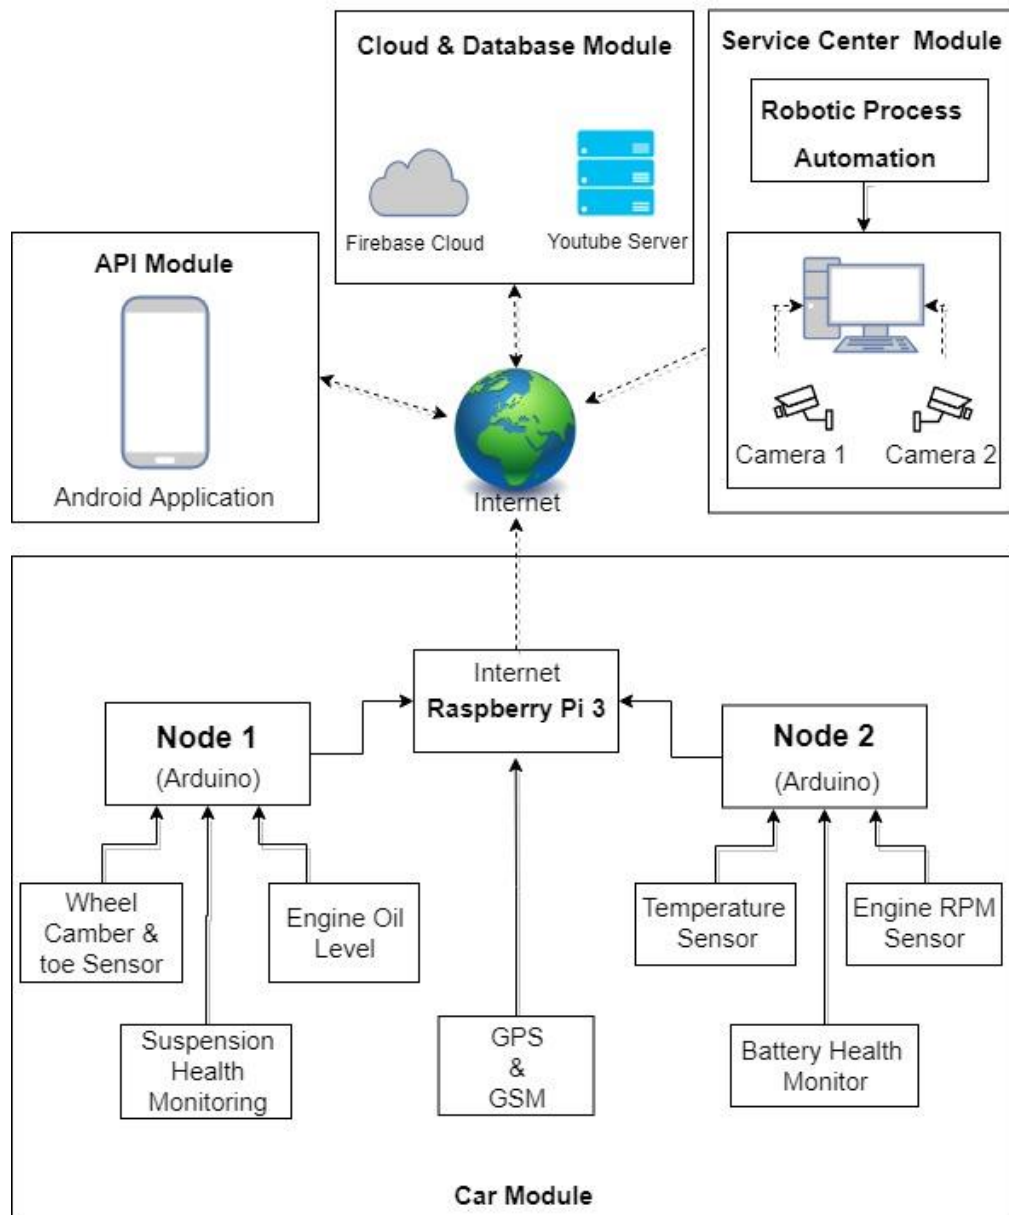 Cloud & Database Module
Firebase Cloud
Youtube Server
Service Center Module
Robotic Process
Automation
Camera 1
Camera 2
API Module
Android Application
Internet
Internet
Raspberry Pi 3
Node 1
(Arduino)
Node 2
(Arduino)
Wheel
Camber &
toe Sensor
Engine Oil
Level
Temperature
Sensor
Engine RPM
Sensor
Suspension
Health
Monitoring
GPS
&
GSM
Battery Health
Monitor
Car Module